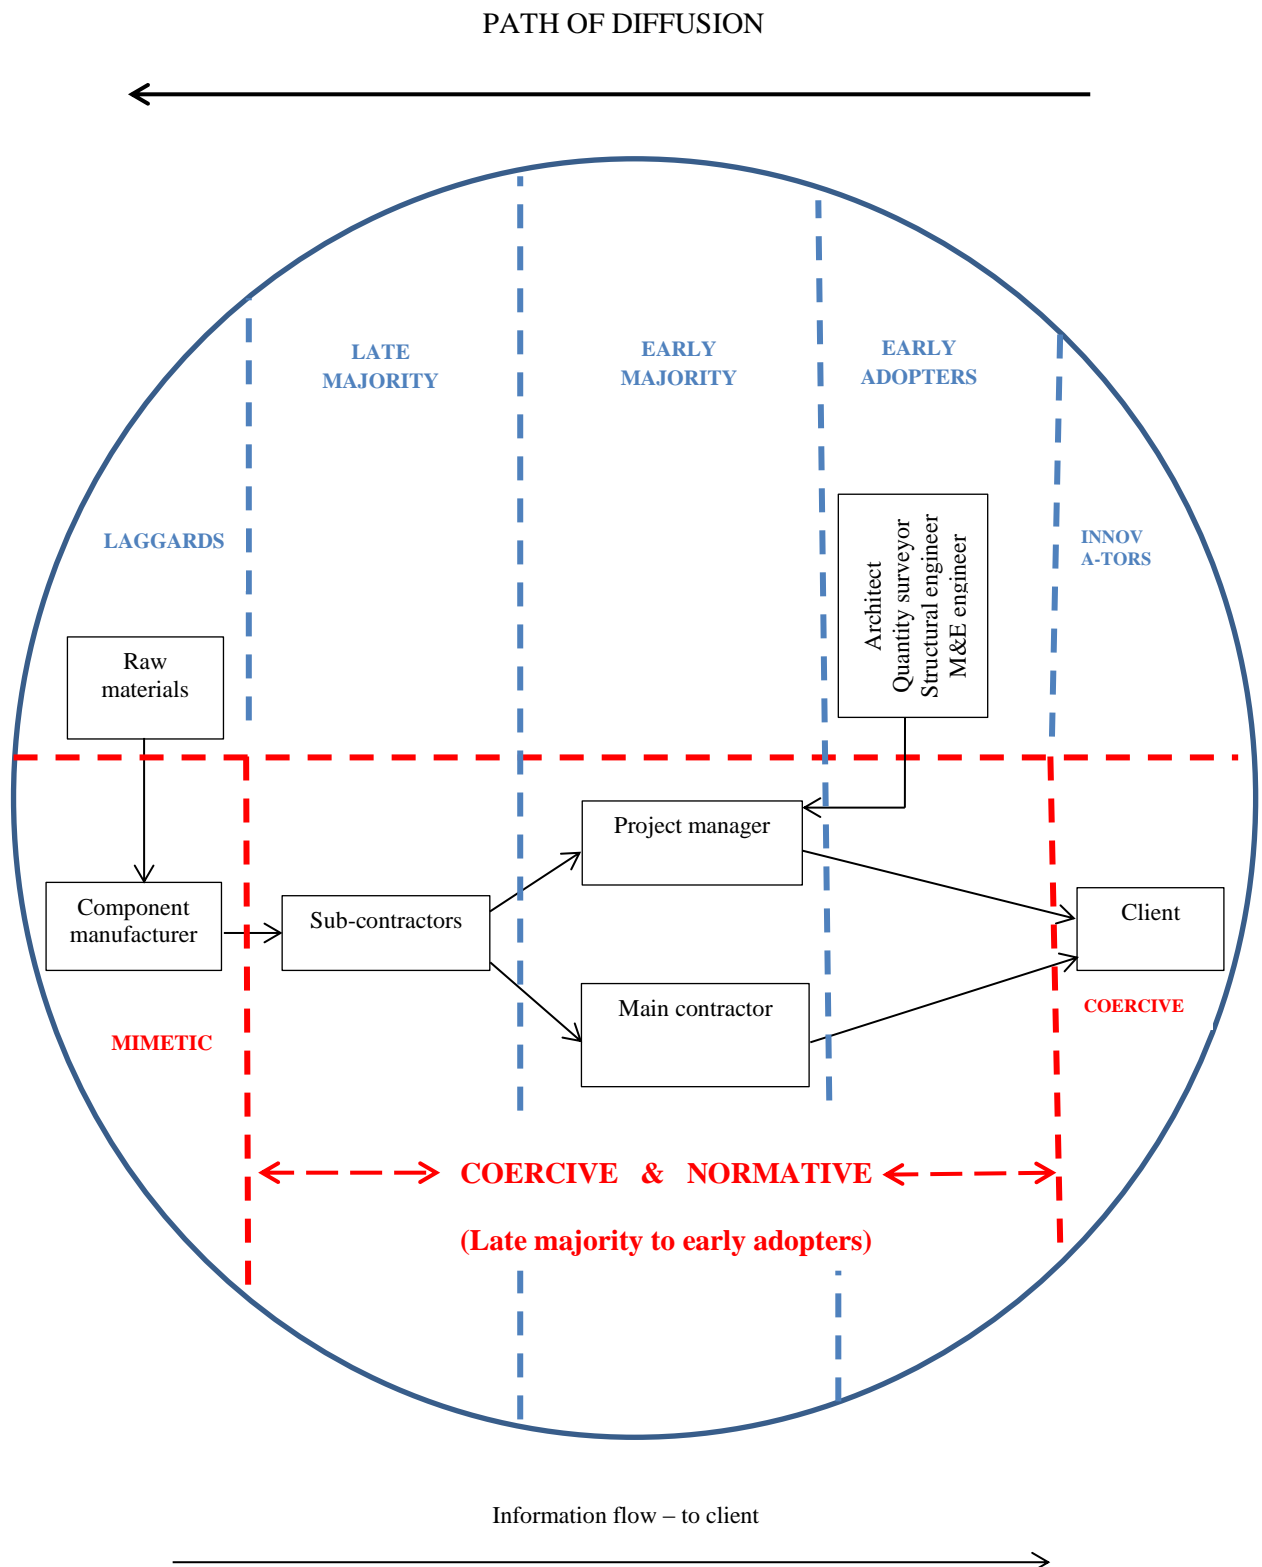 PATH OF DIFFUSION
LATE
MAJORITY
EARLY
MAJORITY
EARLY
ADOPTERS
LAGGARDS
INNOV
A-TORS
Architect
Quantity surveyor
Structural engineer
M&E engineer
Raw
materials
Project manager
Component
manufacturer
Sub-contractors
Client
Main contractor
COERCIVE
MIMETIC
COERCIVE & NORMATIVE
(Late majority to early adopters)
Information flow – to client